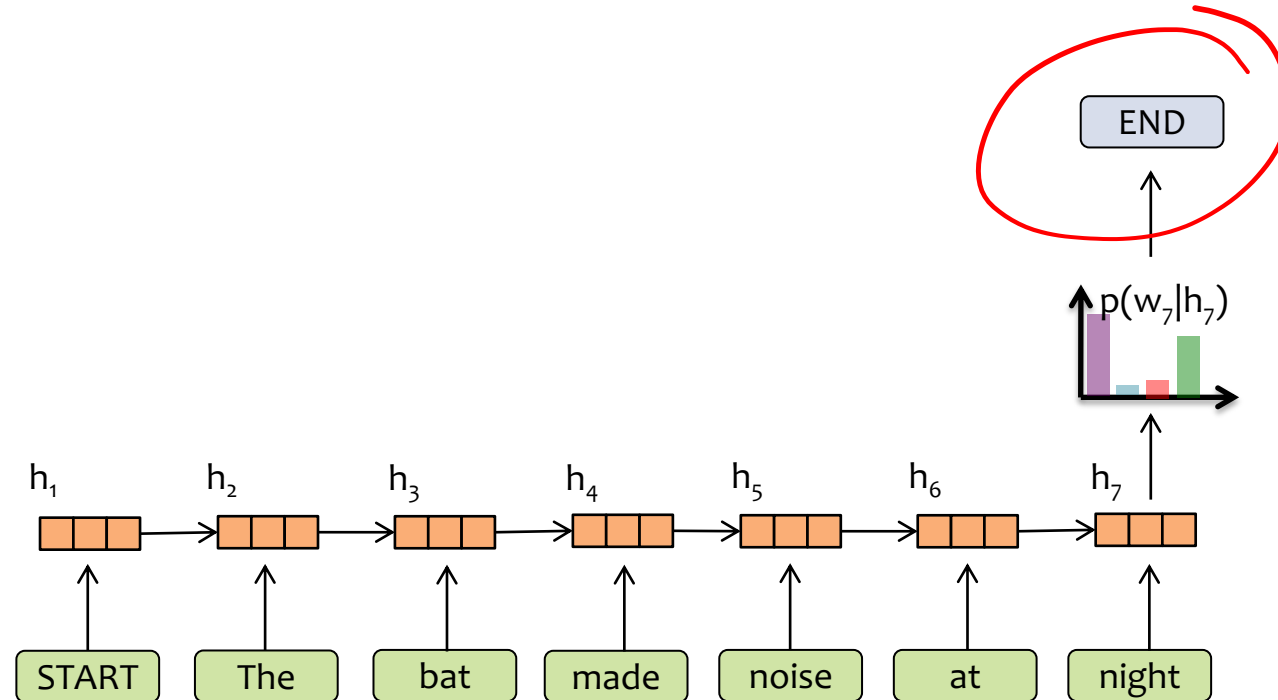 END
p(w₇|h₇)
h₁ h₂ h₃ h₄ h₅ h₆ h₇
START The bat made noise at night